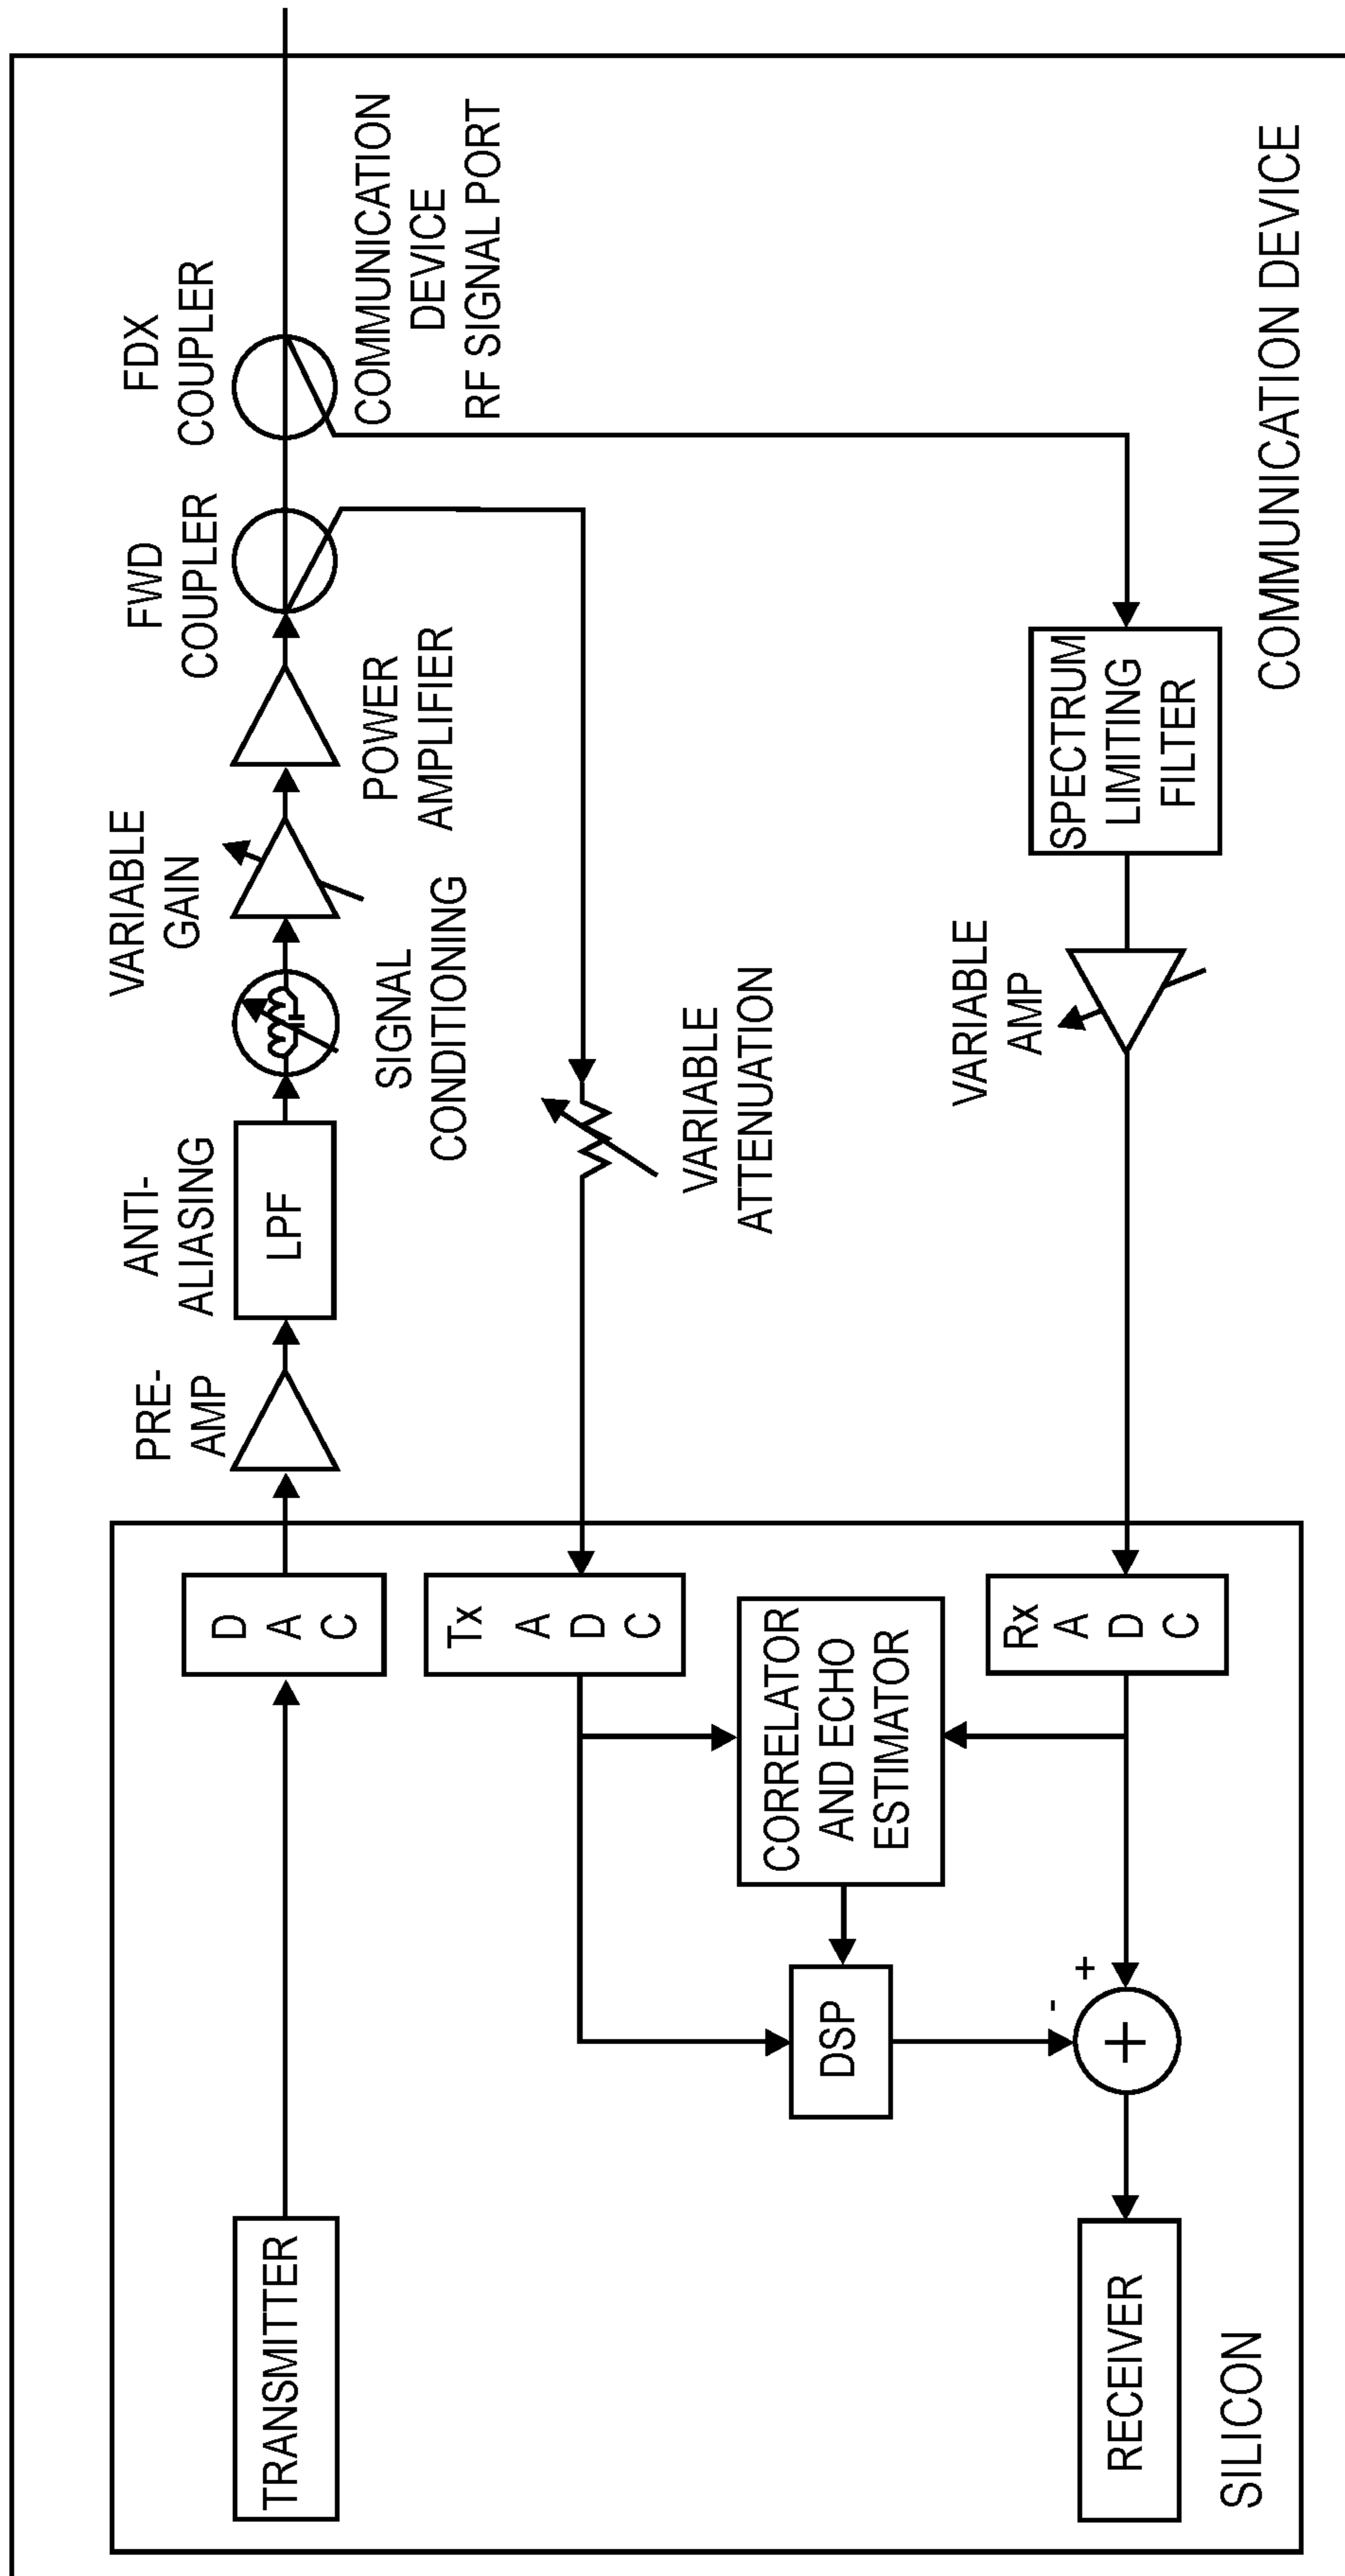 TRANSMITTER
D
A
C
PRE-
AMP
ANTI-
ALIASING
LPF
SIGNAL
CONDITIONING
VARIABLE
GAIN
POWER
AMPLIFIER
FWD
COUPLER
FDX
COUPLER
COMMUNICATION
DEVICE
RF SIGNAL PORT
Tx
A
D
C
VARIABLE
ATTENUATION
CORRELATOR
AND ECHO
ESTIMATOR
DSP
-
+
+
Rx
A
D
C
VARIABLE
AMP
SPECTRUM
LIMITING
FILTER
RECEIVER
SILICON
COMMUNICATION DEVICE